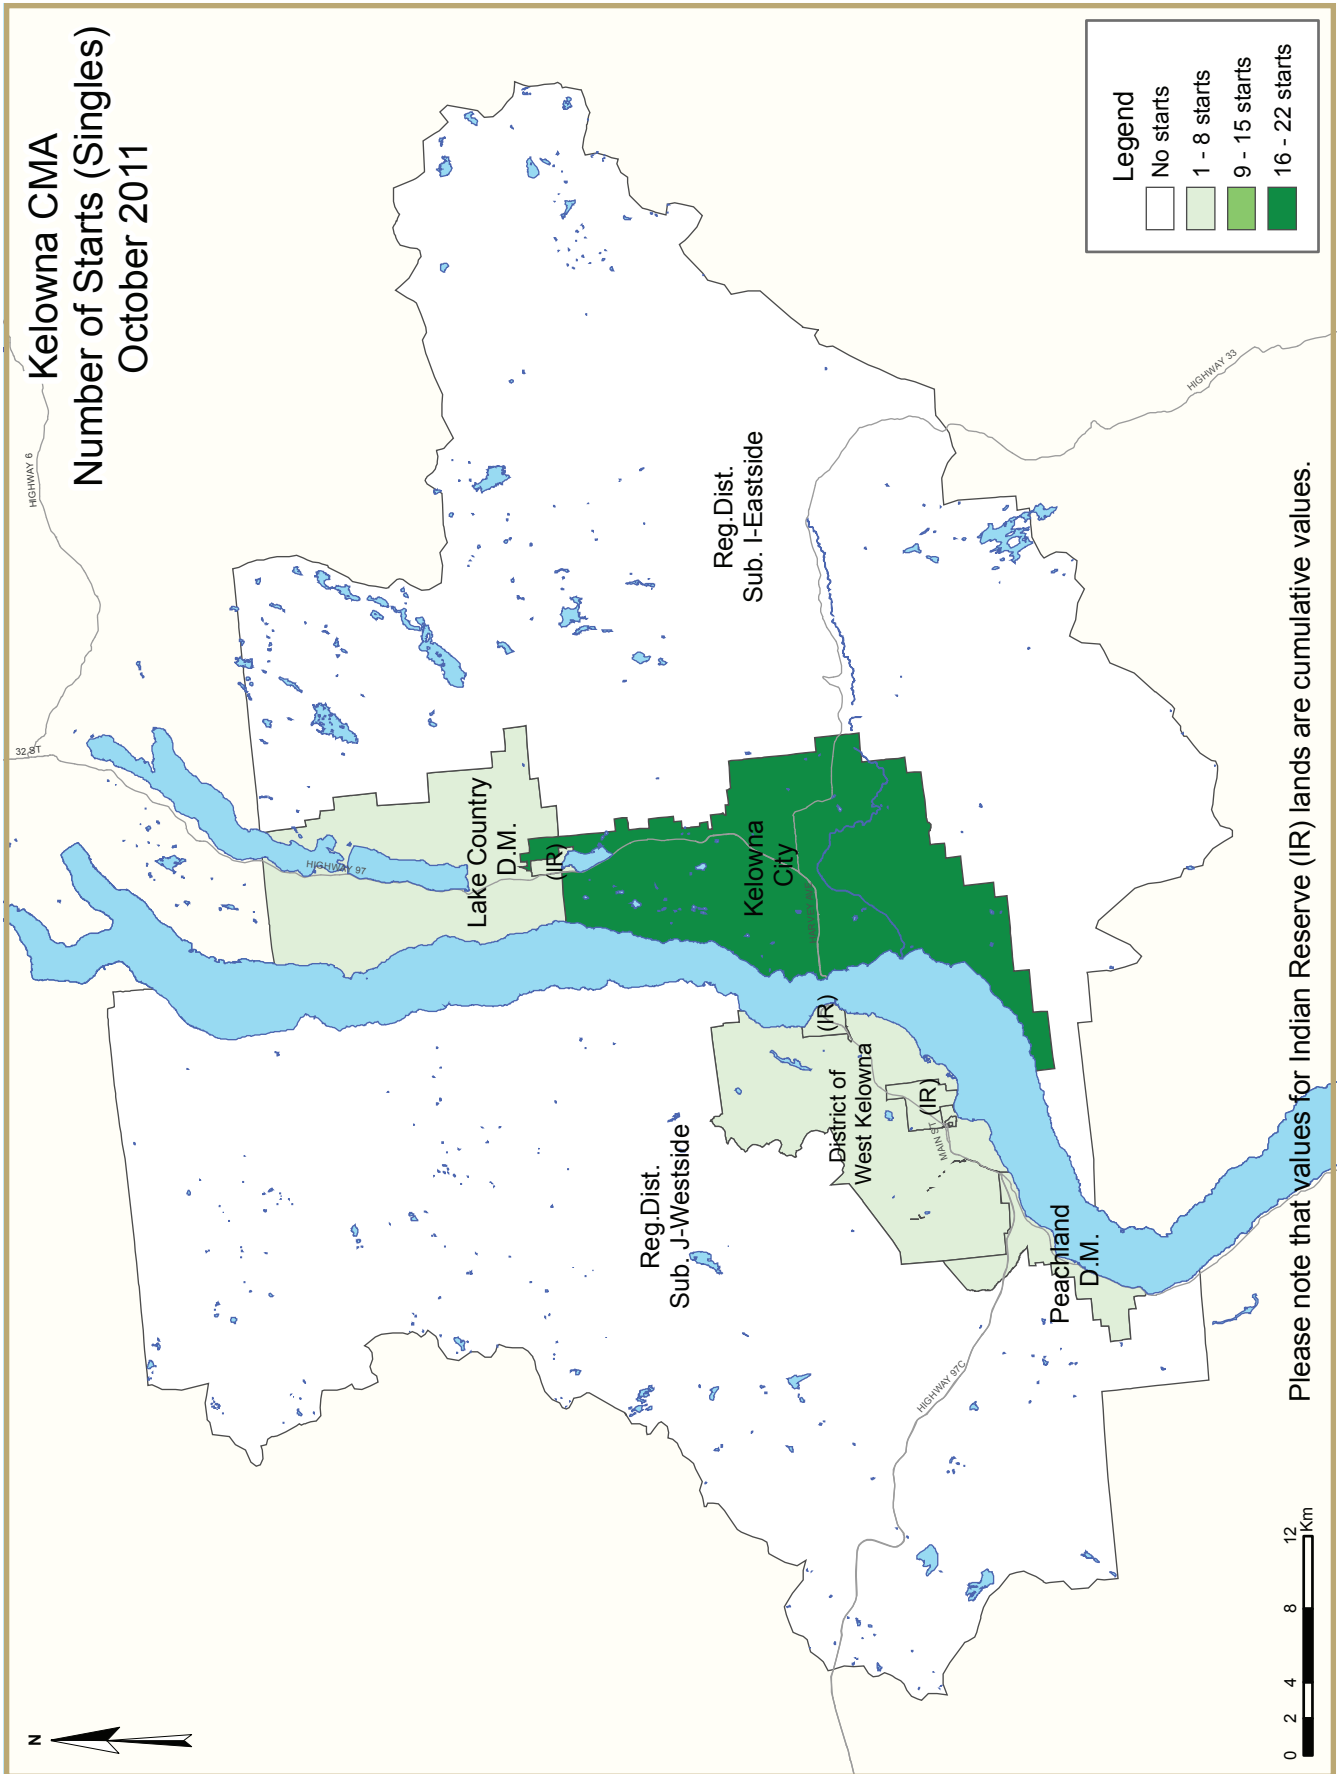 Kelowna CMA
Number of Starts (Singles)
October 2011
N
HIGHWAY 6
32 ST
HIGHWAY 97
Lake Country
D.M.
(IR)
Kelowna
City
HARVEY AVE
Reg.Dist.
Sub. I-Eastside
HIGHWAY 33
Reg.Dist.
Sub. J-Westside
(IR)
District of
West Kelowna
(IR)
MAIN ST
Peachland
D.M.
HIGHWAY 97C
Legend
No starts
1 - 8 starts
9 - 15 starts
16 - 22 starts
0 2 4 8 12
Km
Please note that values for Indian Reserve (IR) lands are cumulative values.